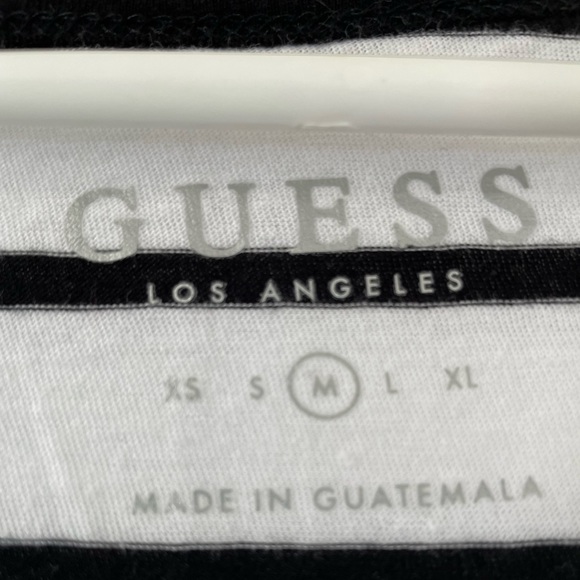 GUESS
LOS ANGELES
XS S M L XL
MADE IN GUATEMALA